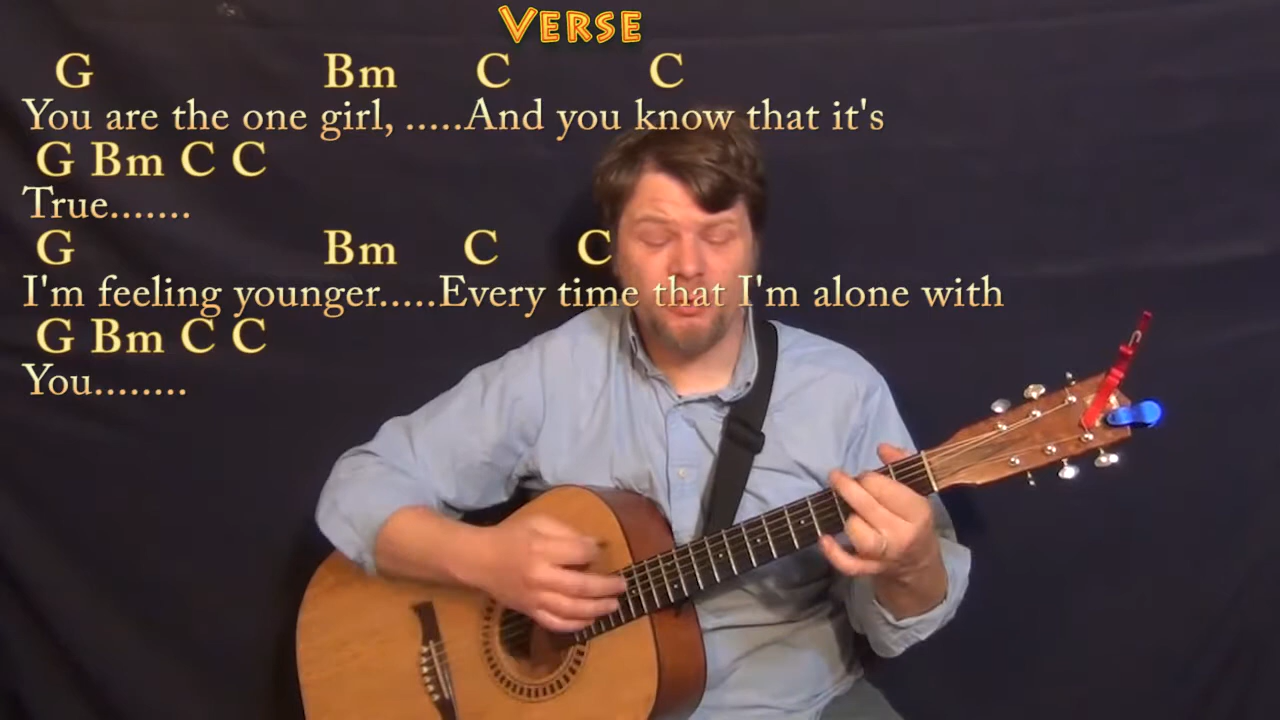 VERSE
G Bm C C
You are the one girl, .....And you know that it's
G Bm C C
True.......
G Bm C C
I'm feeling younger.....Every time that I'm alone with
G Bm C C
You........